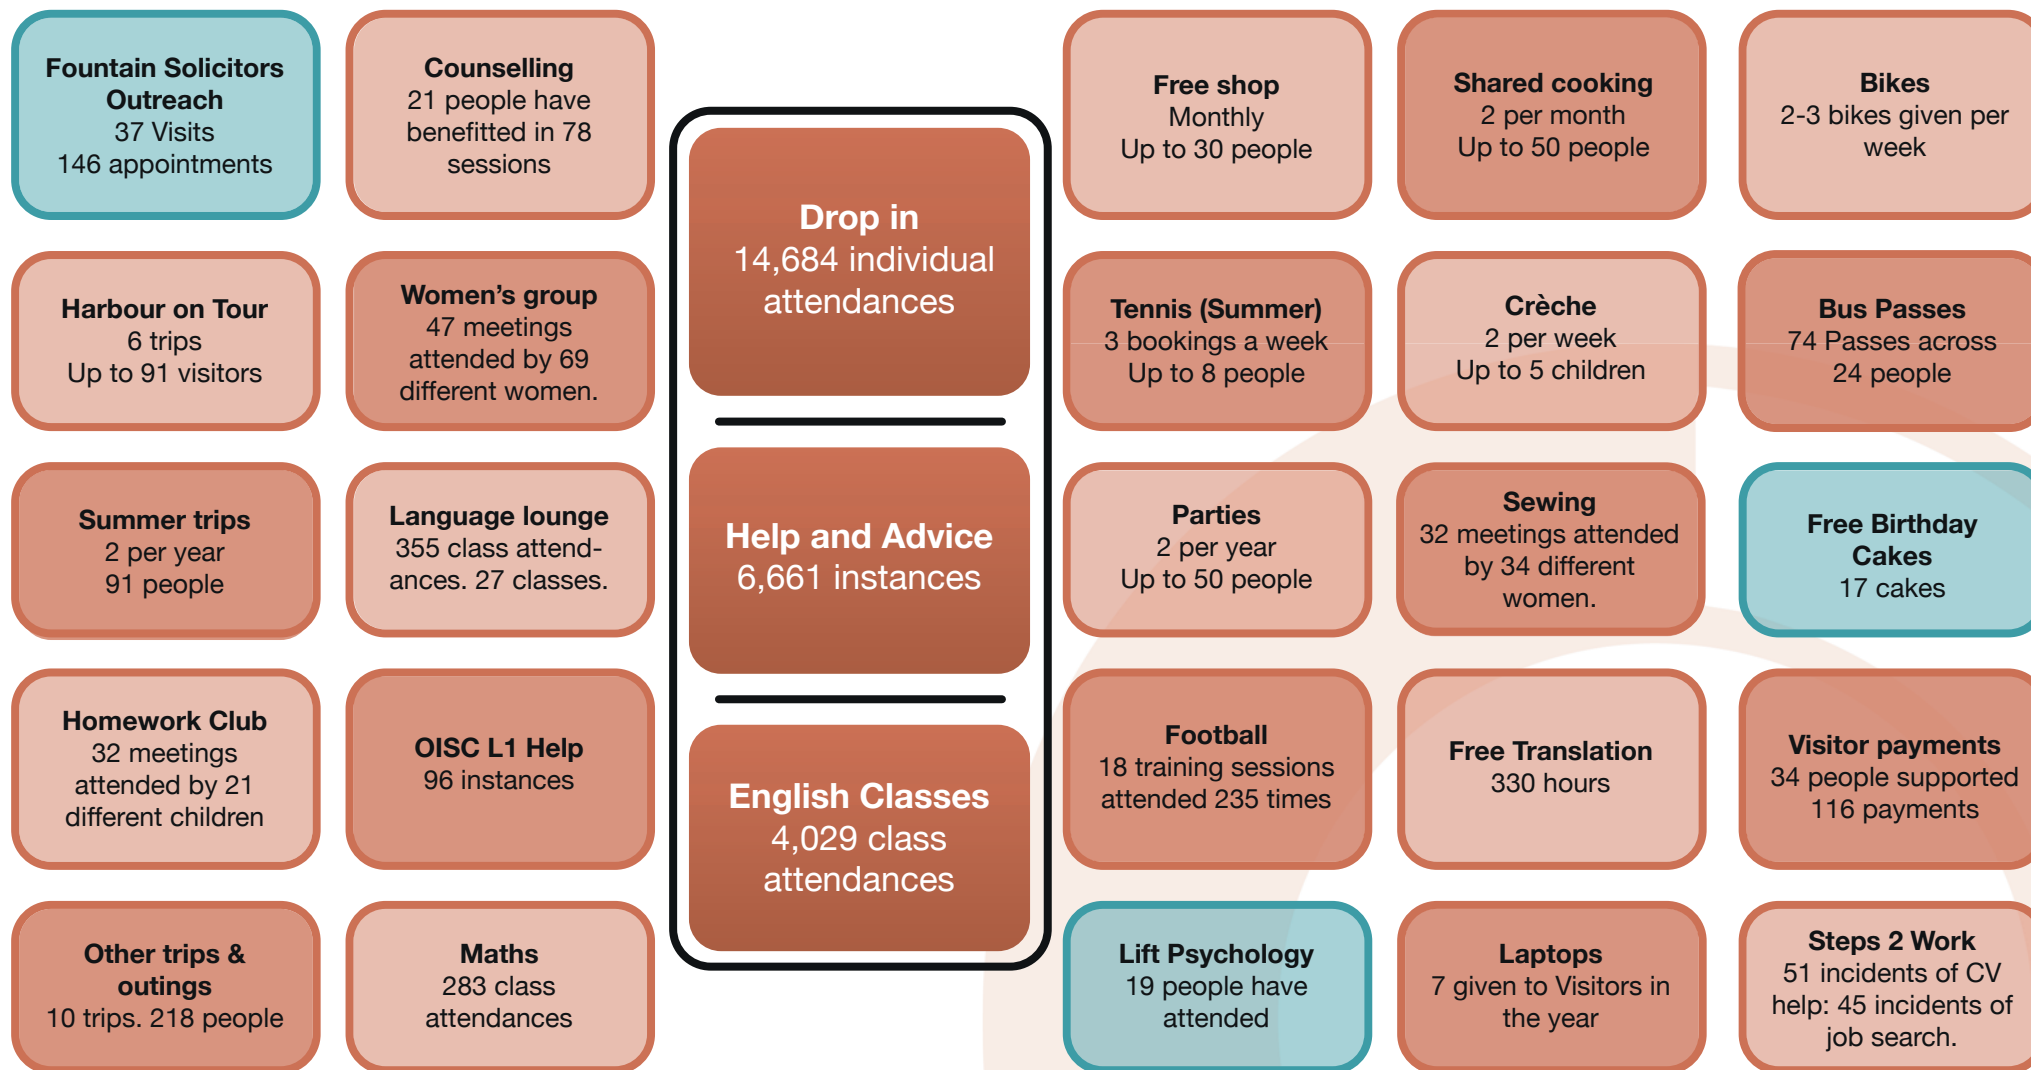 Fountain Solicitors
Outreach
37 Visits
146 appointments
Counselling
21 people have
benefitted in 78
sessions
Harbour on Tour
6 trips
Up to 91 visitors
Women's group
47 meetings
attended by 69
different women.
Summer trips
2 per year
91 people
Language lounge
355 class attend-
ances. 27 classes.
Homework Club
32 meetings
attended by 21
different children
OISC L1 Help
96 instances
Other trips &
outings
10 trips. 218 people
Maths
283 class
attendances
Drop in
14,684 individual
attendances
Help and Advice
6,661 instances
English Classes
4,029 class
attendances
Free shop
Monthly
Up to 30 people
Shared cooking
2 per month
Up to 50 people
Bikes
2-3 bikes given per
week
Tennis (Summer)
3 bookings a week
Up to 8 people
Crèche
2 per week
Up to 5 children
Bus Passes
74 Passes across
24 people
Parties
2 per year
Up to 50 people
Sewing
32 meetings attended
by 34 different
women.
Free Birthday
Cakes
17 cakes
Football
18 training sessions
attended 235 times
Free Translation
330 hours
Visitor payments
34 people supported
116 payments
Lift Psychology
19 people have
attended
Laptops
7 given to Visitors in
the year
Steps 2 Work
51 incidents of CV
help: 45 incidents of
job search.